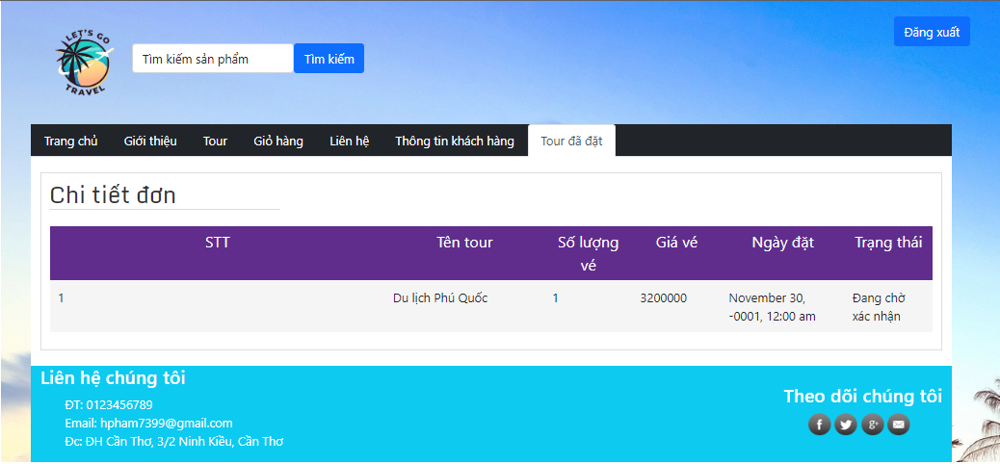 LET'S GO
TRAVEL
Tìm kiếm sản phẩm
Tìm kiếm
Đăng xuất
Trang chủ
Giới thiệu
Tour
Giỏ hàng
Liên hệ
Thông tin khách hàng
Tour đã đặt
Chi tiết đơn
STT
Tên tour
Số lượng
vé
Giá vé
Ngày đặt
Trạng thái
1
Du lịch Phú Quốc
1
3200000
November 30,
-0001, 12:00 am
Đang chờ
xác nhận
Liên hệ chúng tôi
ĐT: 0123456789
Email: hpham7399@gmail.com
Đc: ĐH Cần Thơ, 3/2 Ninh Kiều, Cần Thơ
Theo dõi chúng tôi